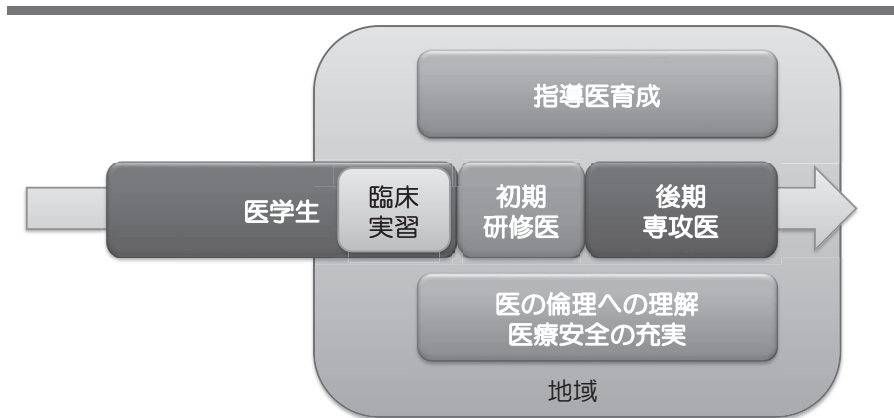 指導医育成
医学生
臨床
実習
初期
研修医
後期
専攻医
医の倫理への理解
医療安全の充実
地域